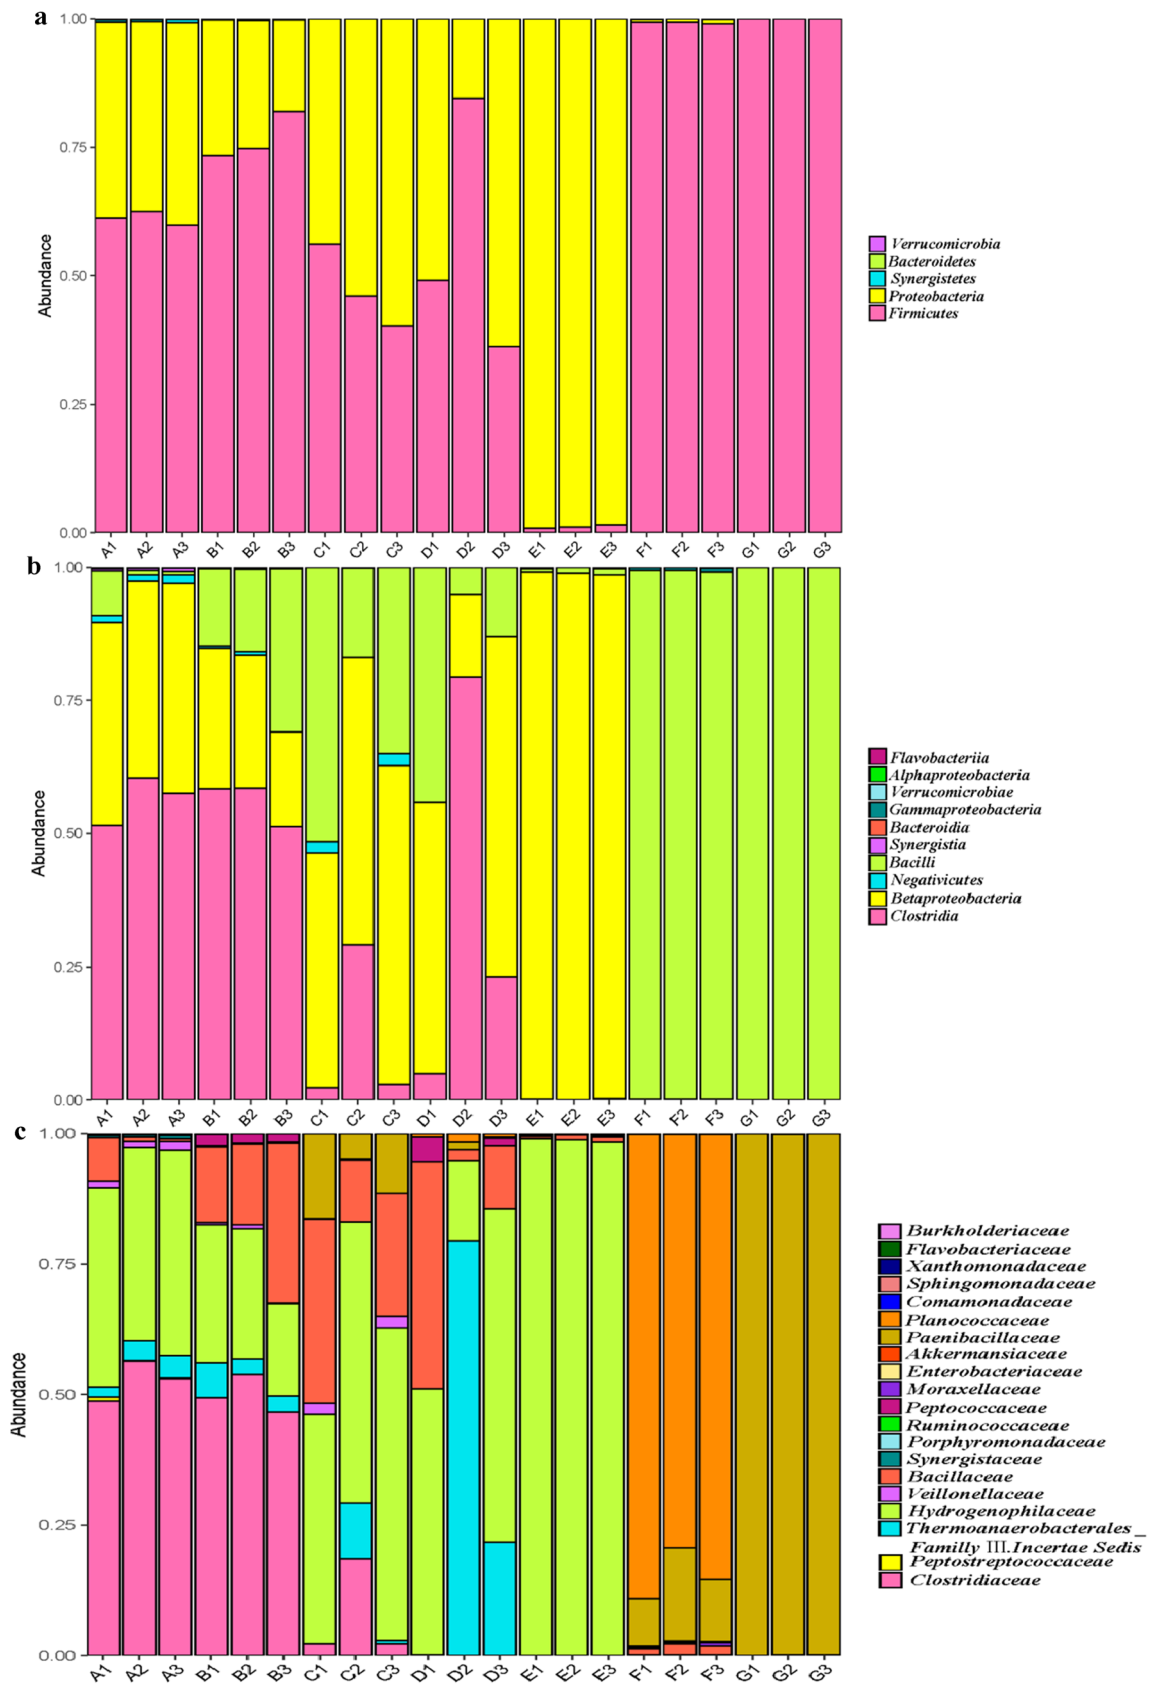 a
1.00
0.75
0.50
0.25
0.00
Abundance
A1 A2 A3 B1 B2 B3 C1 C2 C3 D1 D2 D3 E1 E2 E3 F1 F2 F3 G1 G2 G3
Verrucomicrobia
Bacteroidetes
Synergistetes
Proteobacteria
Firmicutes
b
1.00
0.75
0.50
0.25
0.00
Abundance
A1 A2 A3 B1 B2 B3 C1 C2 C3 D1 D2 D3 E1 E2 E3 F1 F2 F3 G1 G2 G3
Flavobacteriia
Alphaproteobacteria
Verrucomicrobiae
Gammaproteobacteria
Bacteroidia
Synergistia
Bacilli
Negativicutes
Betaproteobacteria
Clostridia
c
1.00
0.75
0.50
0.25
0.00
Abundance
A1 A2 A3 B1 B2 B3 C1 C2 C3 D1 D2 D3 E1 E2 E3 F1 F2 F3 G1 G2 G3
Burkholderiaceae
Flavobacteriaceae
Xanthomonadaceae
Sphingomonadaceae
Comamonadaceae
Planococcaceae
Paenibacillaceae
Akkermansiaceae
Enterobacteriaceae
Moraxellaceae
Peptococcaceae
Ruminococcaceae
Porphyromonadaceae
Synergistaceae
Bacillaceae
Veillonellaceae
Hydrogenophilaceae
Thermoanaerobacterales_
Familly III.Incertae Sedis
Peptostreptococcaceae
Clostridiaceae